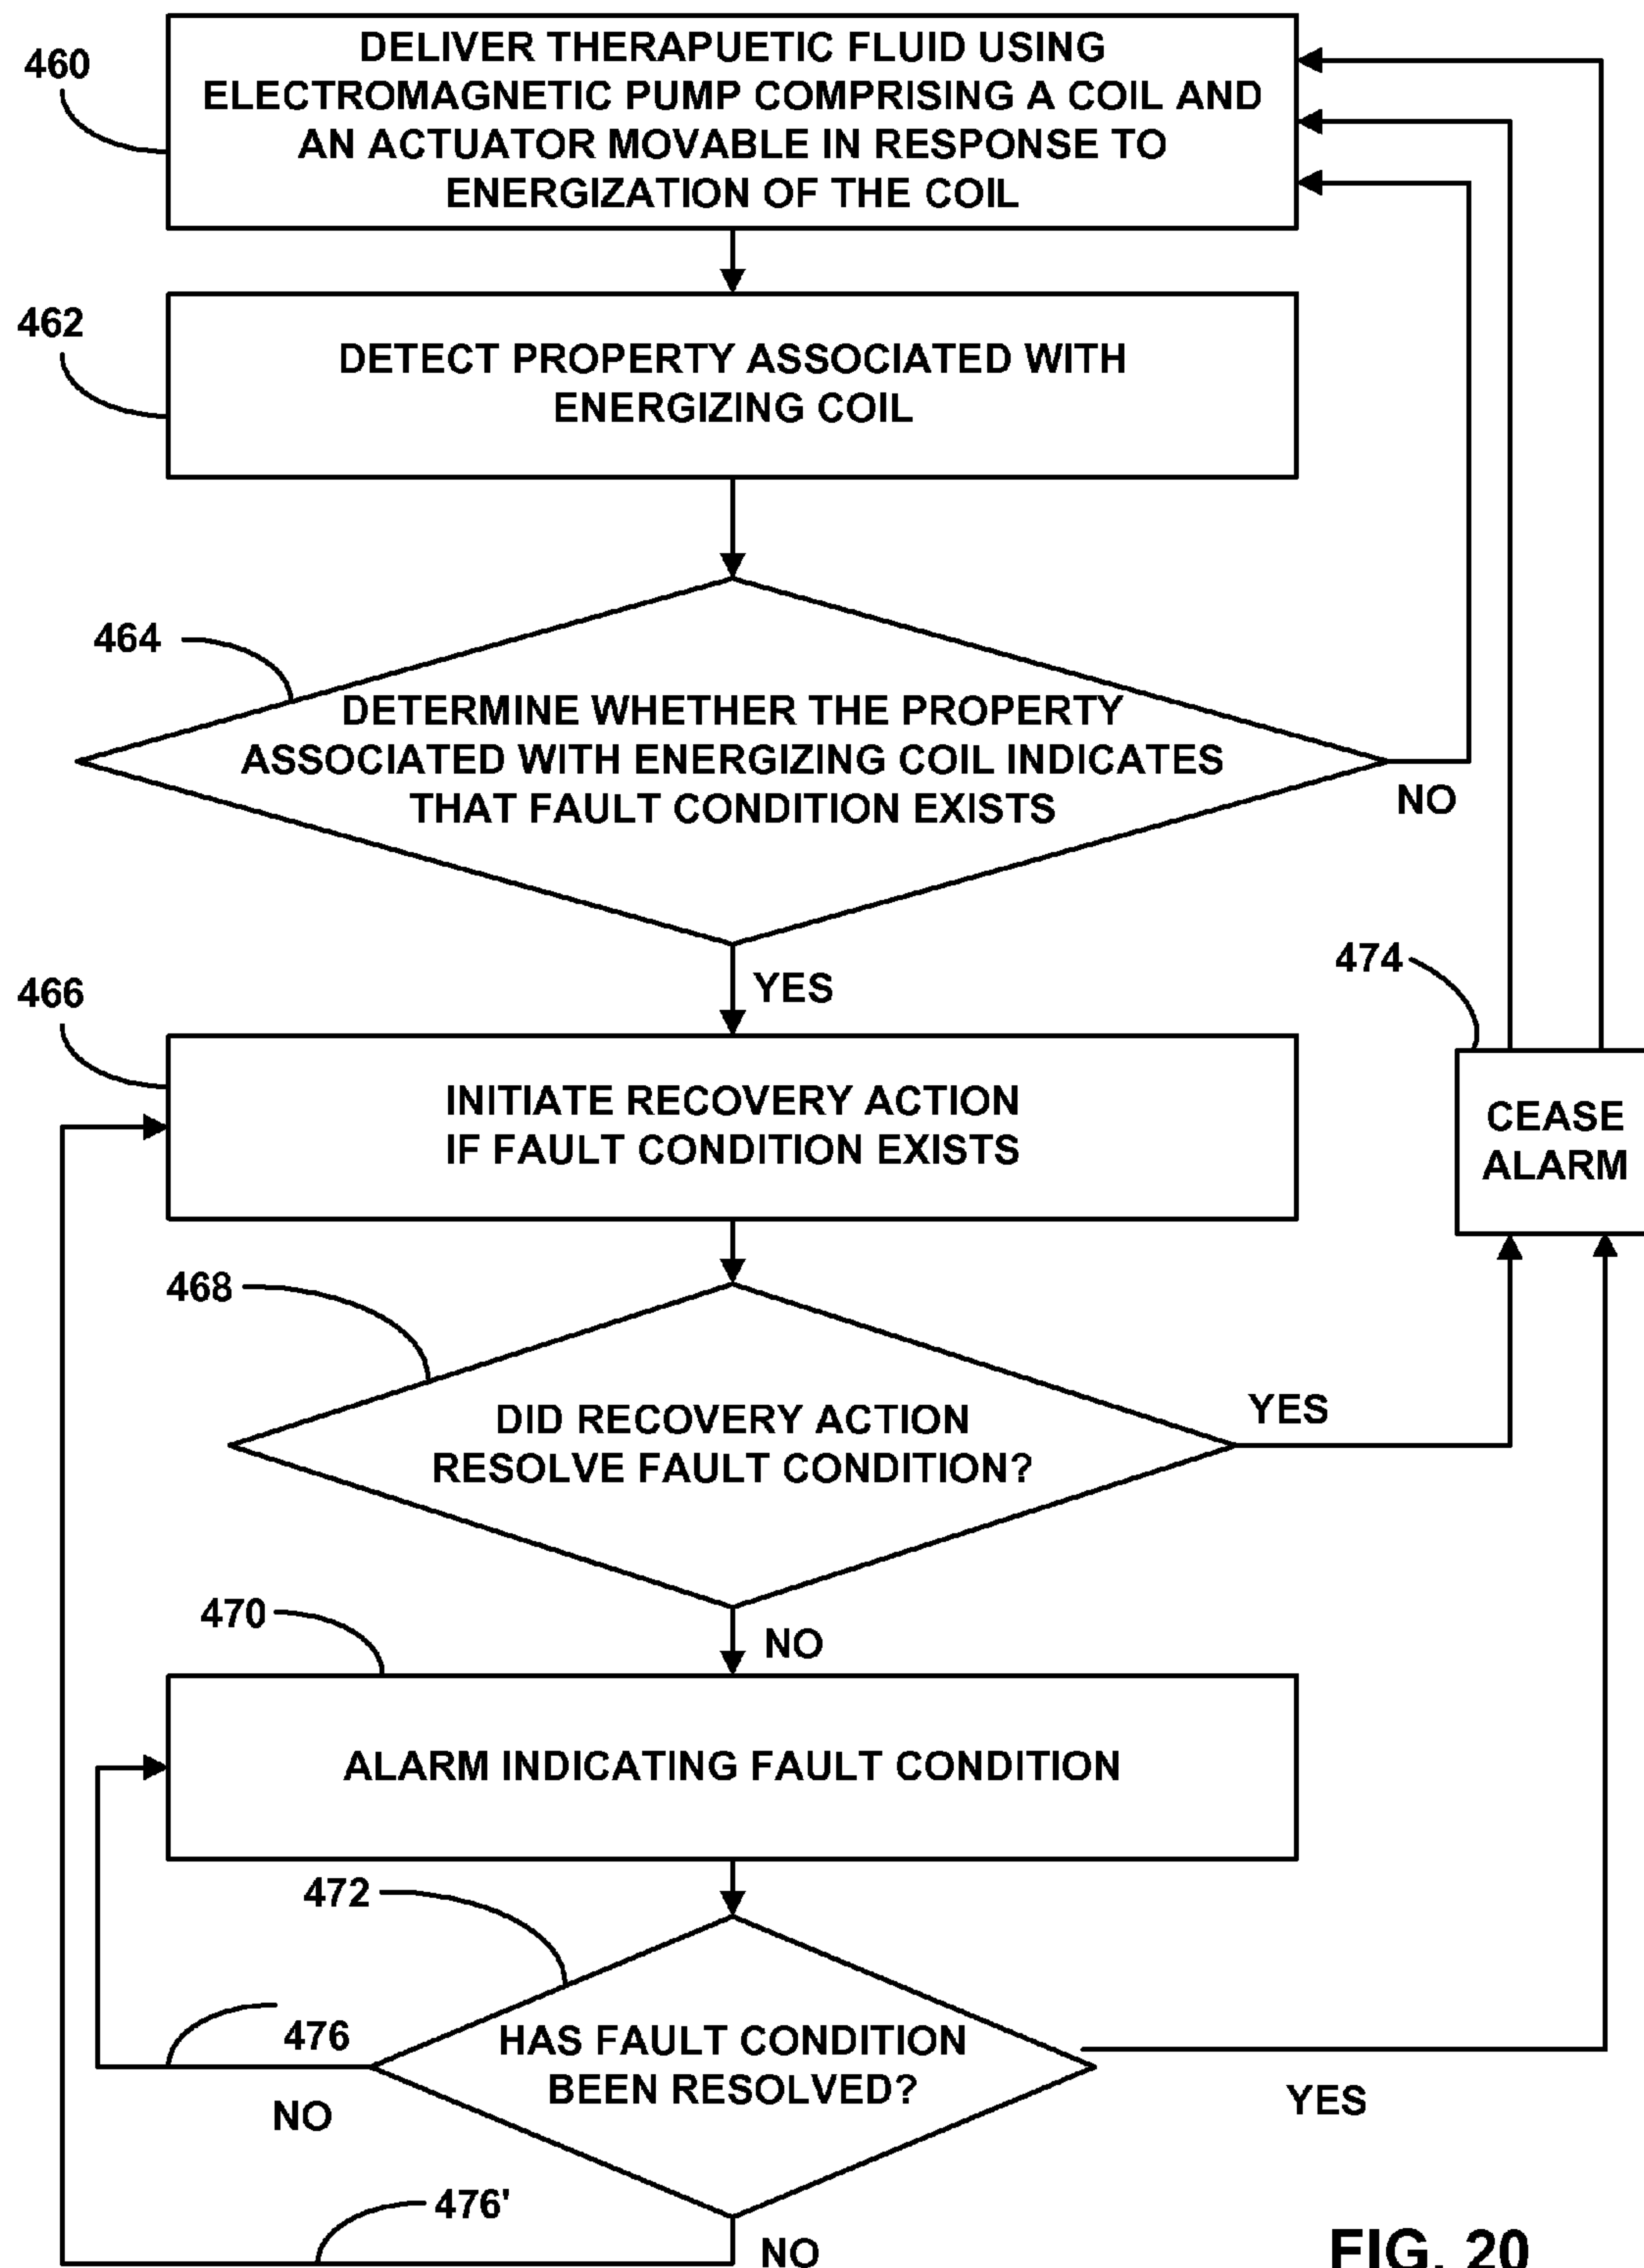 460
DELIVER THERAPUETIC FLUID USING
ELECTROMAGNETIC PUMP COMPRISING A COIL AND
AN ACTUATOR MOVABLE IN RESPONSE TO
ENERGIZATION OF THE COIL
462
DETECT PROPERTY ASSOCIATED WITH
ENERGIZING COIL
464
DETERMINE WHETHER THE PROPERTY
ASSOCIATED WITH ENERGIZING COIL INDICATES
THAT FAULT CONDITION EXISTS
NO
YES
474
466
INITIATE RECOVERY ACTION
IF FAULT CONDITION EXISTS
CEASE
ALARM
468
DID RECOVERY ACTION
RESOLVE FAULT CONDITION?
YES
NO
470
ALARM INDICATING FAULT CONDITION
472
HAS FAULT CONDITION
BEEN RESOLVED?
476
NO
YES
476'
NO
FIG. 20